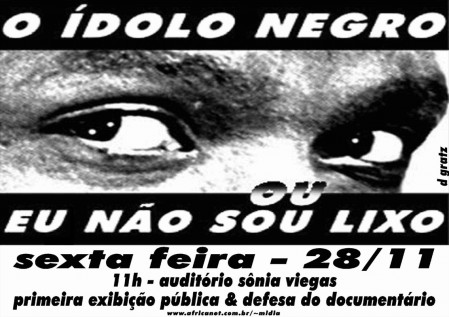 O ÍDOLO NEGRO
d gratz
OU
EU NÃO SOU LIXO
sexta feira – 28/11
11h - auditório sônia viegas
primeira exibição pública & defesa do documentário
www.africanet.com.br/~midia